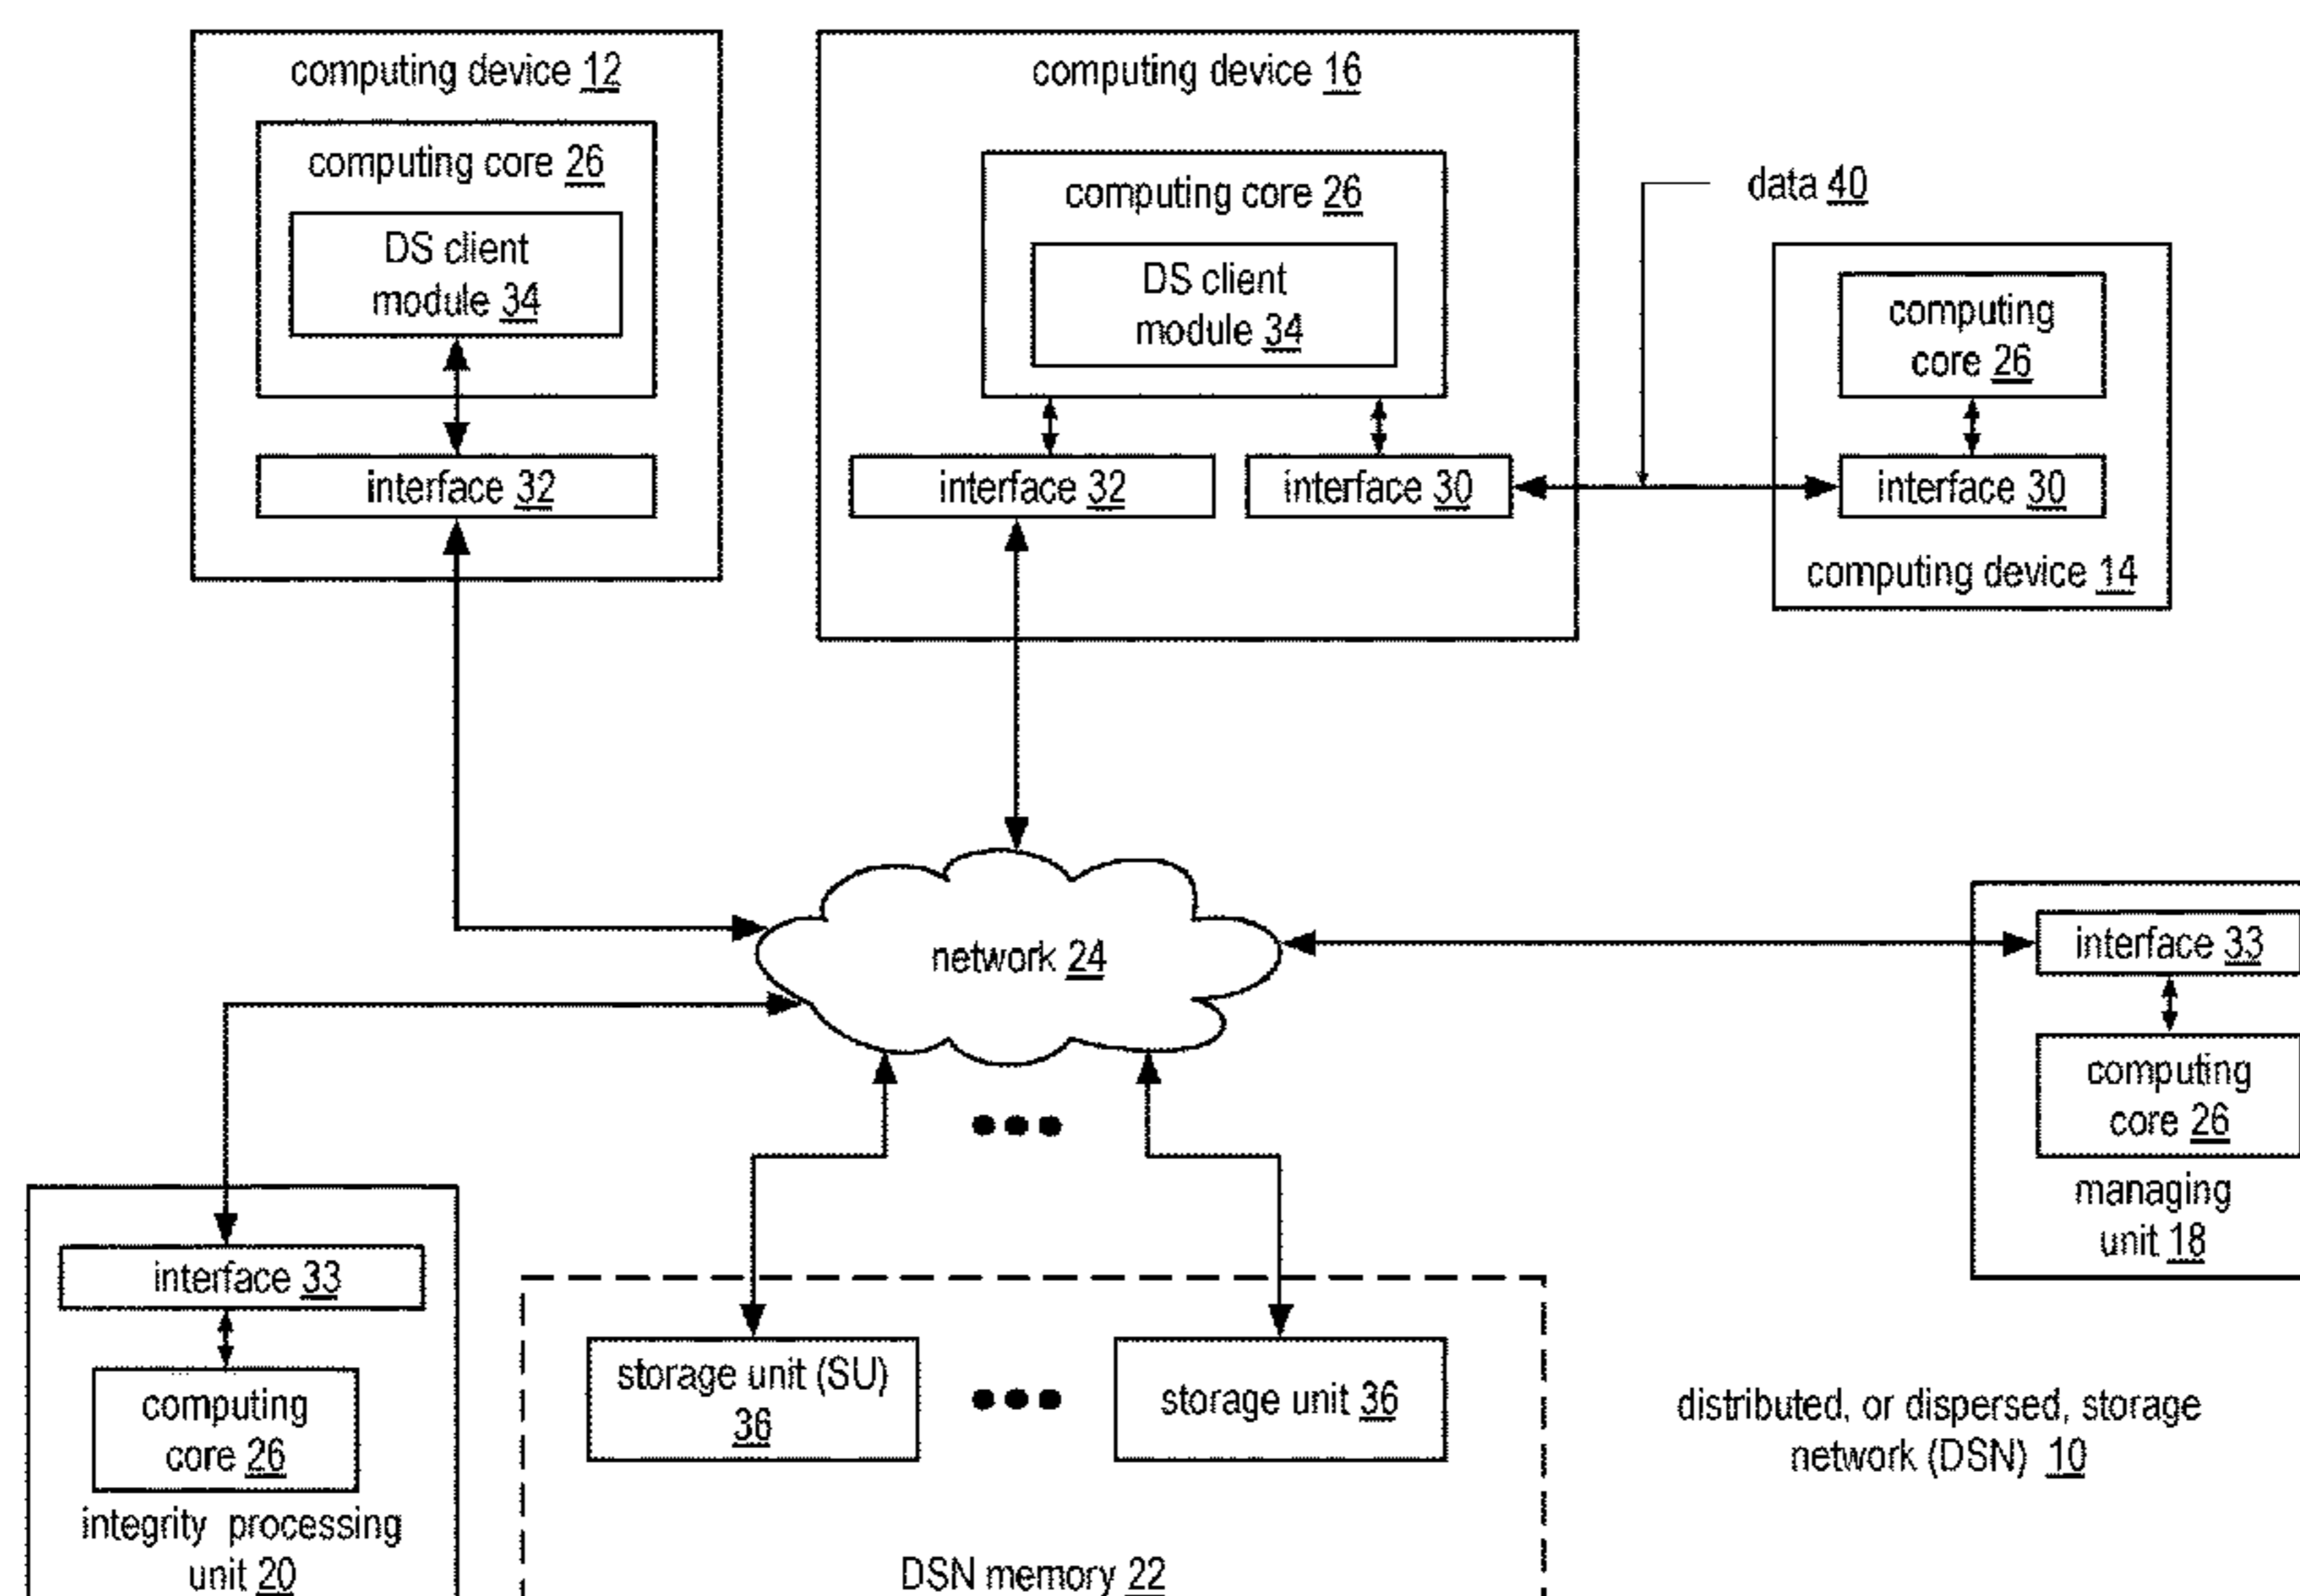 computing device 12
computing core 26
DS client
module 34
interface 32
computing device 16
computing core 26
DS client
module 34
interface 32
interface 30
data 40
computing
core 26
interface 30
computing device 14
network 24
interface 33
computing
core 26
managing
unit 18
interface 33
computing
core 26
integrity processing
unit 20
storage unit (SU)
36
storage unit 36
DSN memory 22
distributed, or dispersed, storage
network (DSN) 10